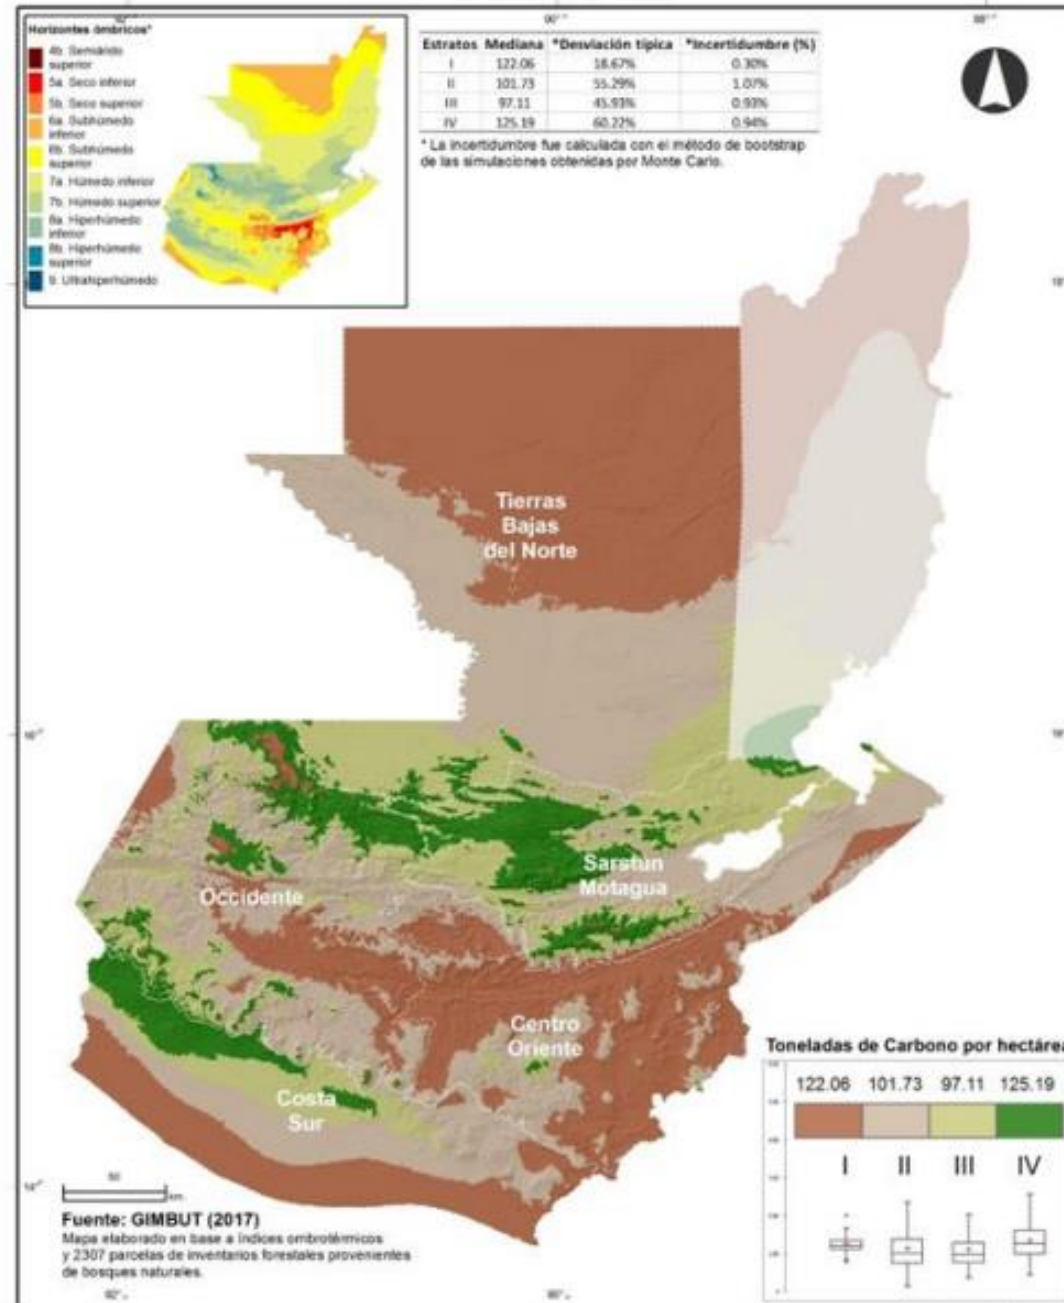 Horizontes ómbricos*
4b. Semiárido
superior
5a. Seco inferior
5b. Seco superior
6a. Subhúmedo
inferior
6b. Subhúmedo
superior
7a. Húmedo inferior
7b. Húmedo superior
8a. Hiperhúmedo
inferior
8b. Hiperhúmedo
superior
9. Ultrahiperhúmedo
Estratos Mediana *Desviación típica *Incertidumbre (%)
I 122.06 18.67% 0.30%
II 101.73 55.29% 1.07%
III 97.11 45.93% 0.93%
IV 125.19 60.22% 0.94%
* La incertidumbre fue calculada con el método de bootstrap
de las simulaciones obtenidas por Monte Carlo.
Tierras
Bajas
del Norte
Sarstún
Motagua
Occidente
Centro
Oriente
Costa
Sur
Toneladas de Carbono por hectárea
122.06 101.73 97.11 125.19
I II III IV
50
km
Fuente: GIMBUT (2017)
Mapa elaborado en base a índices ombrotérmicos
y 2307 parcelas de inventarios forestales provenientes
de bosques naturales.